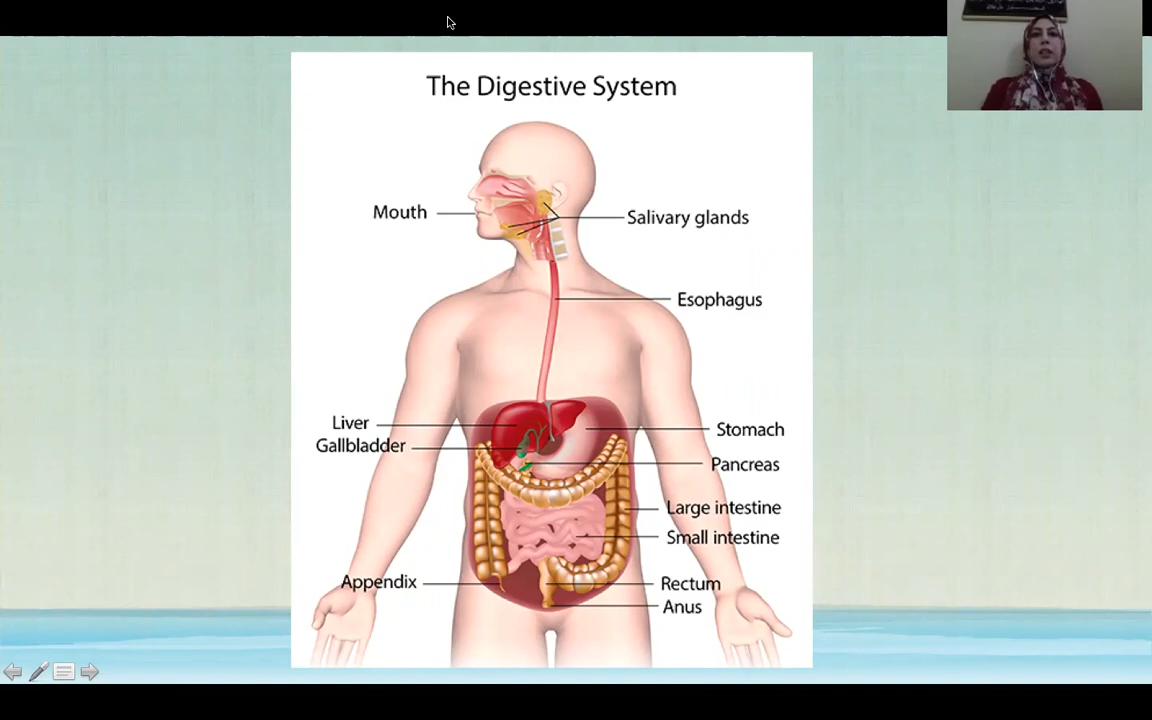 The Digestive System
Mouth
Salivary glands
Esophagus
Liver
Gallbladder
Stomach
Pancreas
Large intestine
Small intestine
Appendix
Rectum
Anus